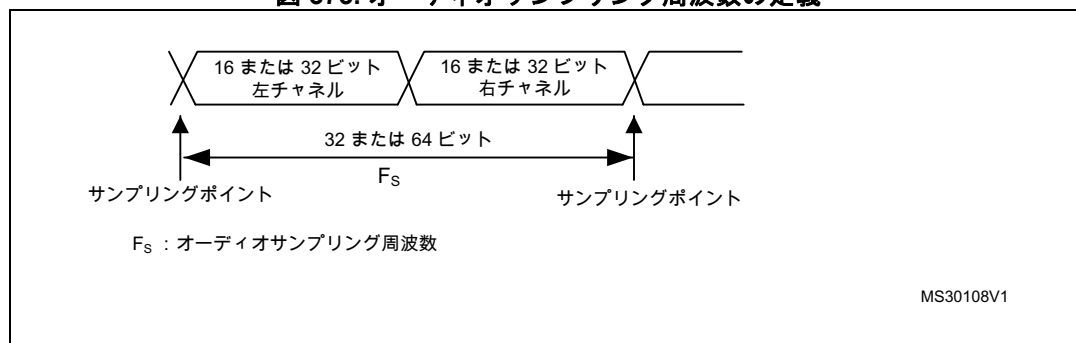 16 または 32 ビット
左チャネル
16 または 32 ビット
右チャネル
32 または 64 ビット
FS
サンプリングポイント
サンプリングポイント
FS : オーディオサンプリング周波数
MS30108V1